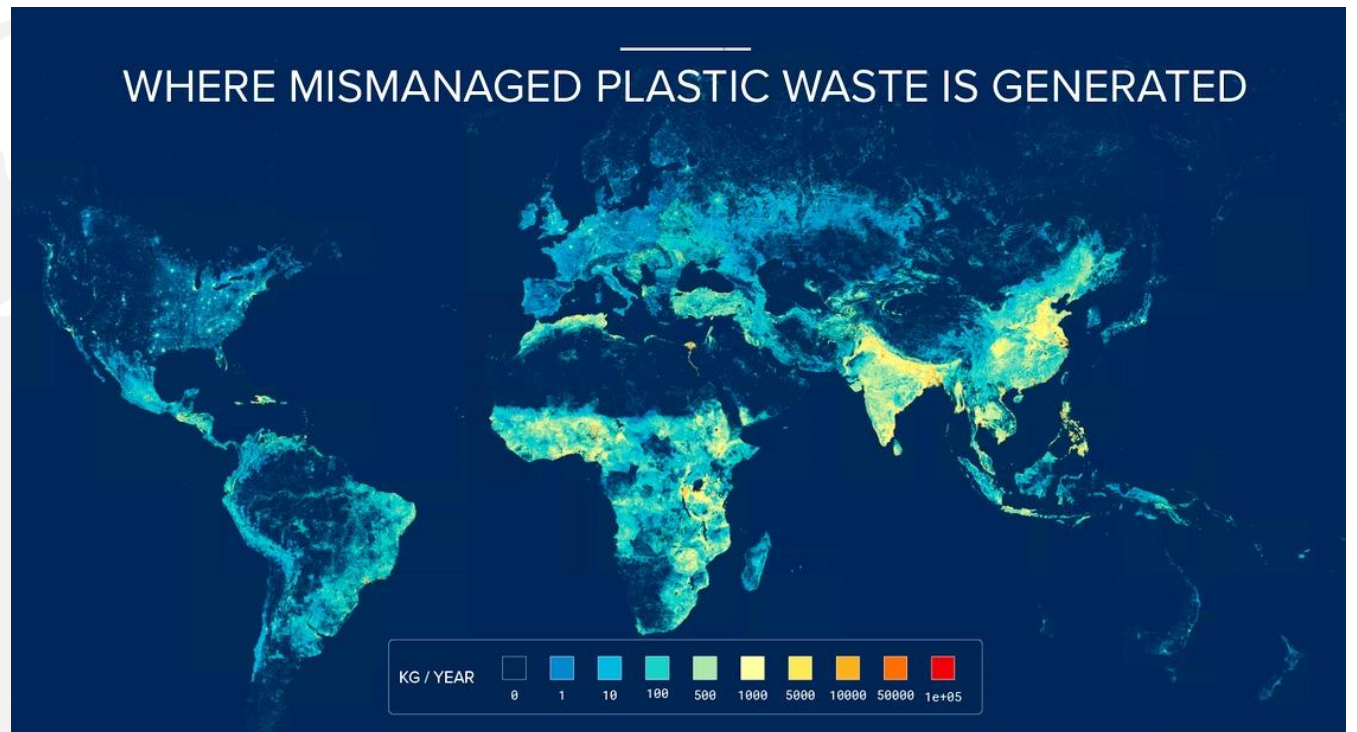 WHERE MISMANAGED PLASTIC WASTE IS GENERATED
KG / YEAR
0 1 10 100 500 1000 5000 10000 50000 1e+05